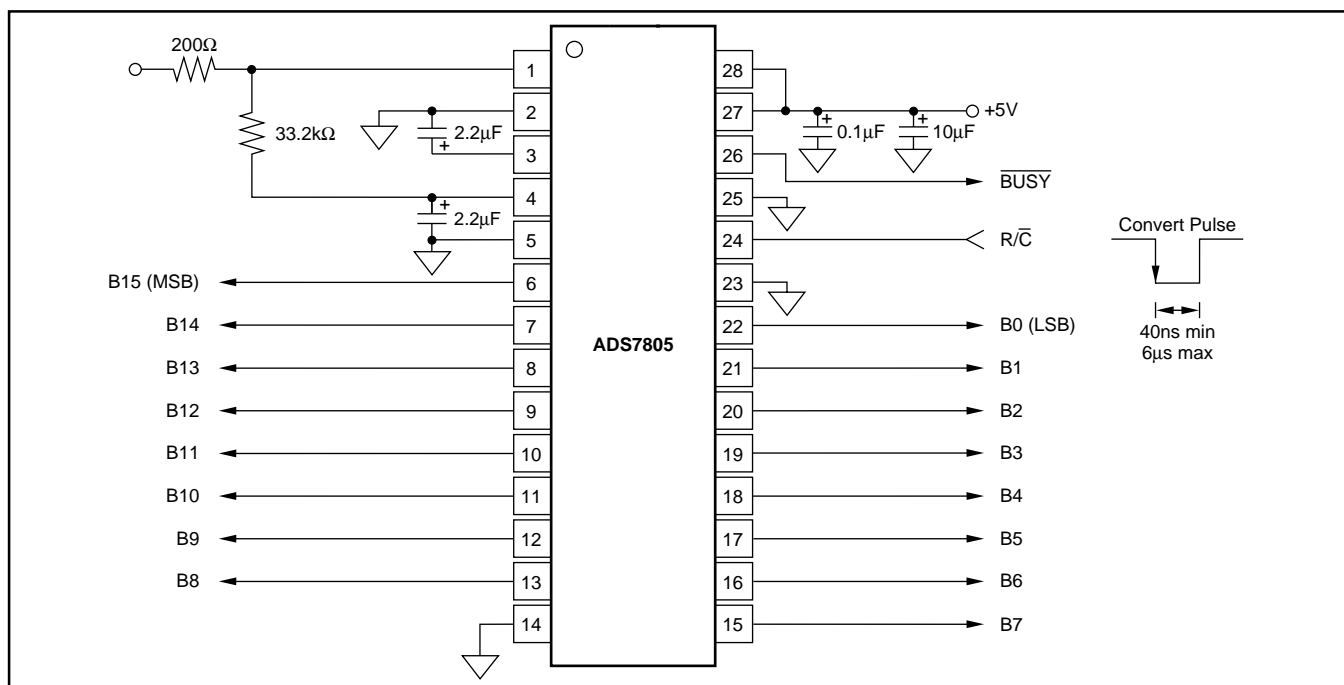 200Ω
1
28
2
27
+5V
33.2kΩ
2.2µF
+
+
0.1µF
+
10µF
3
26
BUSY
4
25
+
2.2µF
5
24
R/C
Convert Pulse
B15 (MSB)
6
23
B14
7
22
B0 (LSB)
40ns min
6µs max
ADS7805
B13
8
21
B1
B12
9
20
B2
B11
10
19
B3
B10
11
18
B4
B9
12
17
B5
B8
13
16
B6
14
15
B7